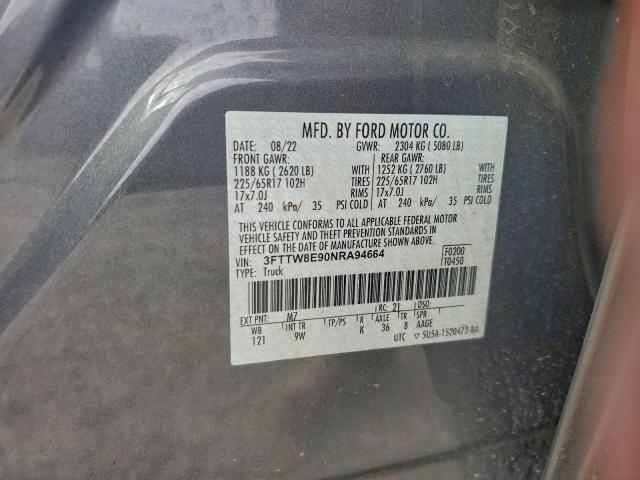 MFD. BY FORD MOTOR CO.
DATE: 08/22 GVWR: 2304 KG ( 5080 LB)
FRONT GAWR: REAR GAWR:
1188 KG ( 2620 LB) WITH 1252 KG ( 2760 LB) WITH
225/65R17 102H TIRES 225/65R17 102H TIRES
17x7.0J RIMS 17x7.0J RIMS
AT 240 kPa/ 35 PSI COLD AT 240 kPa/ 35 PSI COLD
THIS VEHICLE CONFORMS TO ALL APPLICABLE FEDERAL MOTOR
VEHICLE SAFETY AND THEFT PREVENTION STANDARDS IN
EFFECT ON THE DATE OF MANUFACTURE SHOWN ABOVE.
VIN: 3FTTW8E90NRA94664 F0200
TYPE: Truck T0450
EXT PNT: M7 RC: 21 DSO:
WB INT TR TP/PS R AXLE TR SPR
121 9W K 36 8 AAGE
UTC ▽ 5U5A-1520472-BA